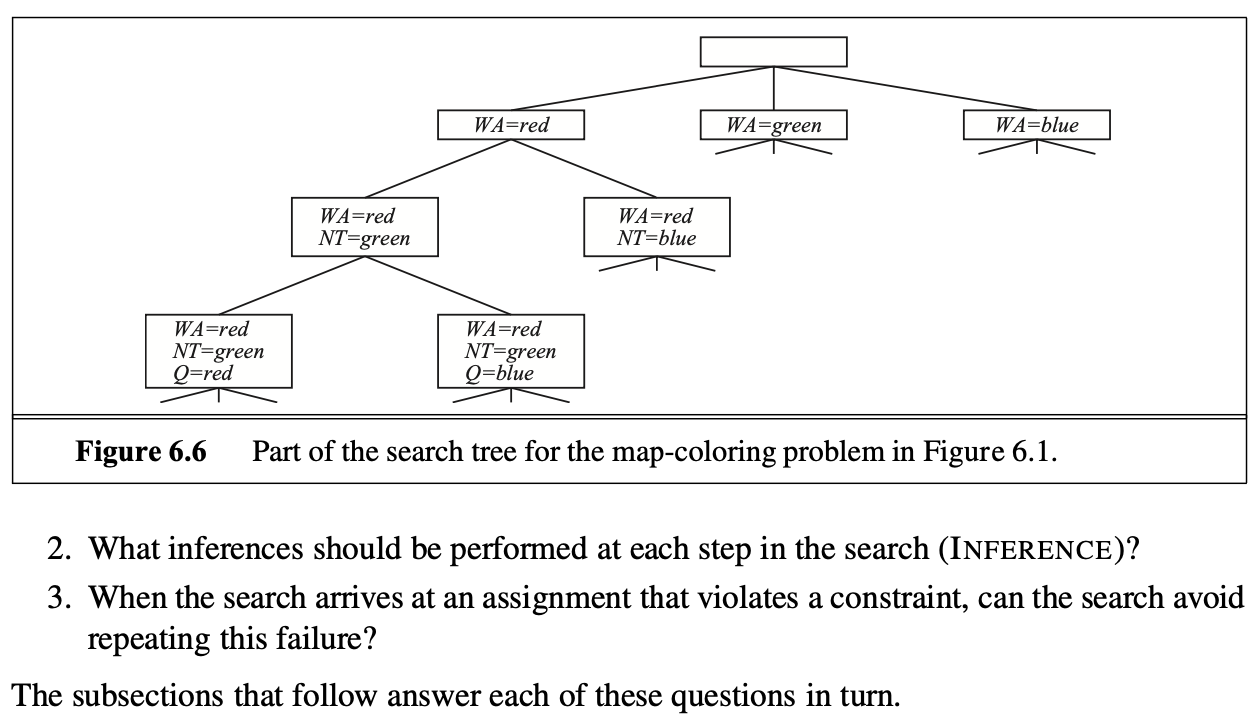 WA=red
WA=green
WA=blue
WA=red
NT=green
WA=red
NT=blue
WA=red
NT=green
Q=red
WA=red
NT=green
Q=blue
Figure 6.6 Part of the search tree for the map-coloring problem in Figure 6.1.
2. What inferences should be performed at each step in the search (INFERENCE)?
3. When the search arrives at an assignment that violates a constraint, can the search avoid
repeating this failure?
The subsections that follow answer each of these questions in turn.